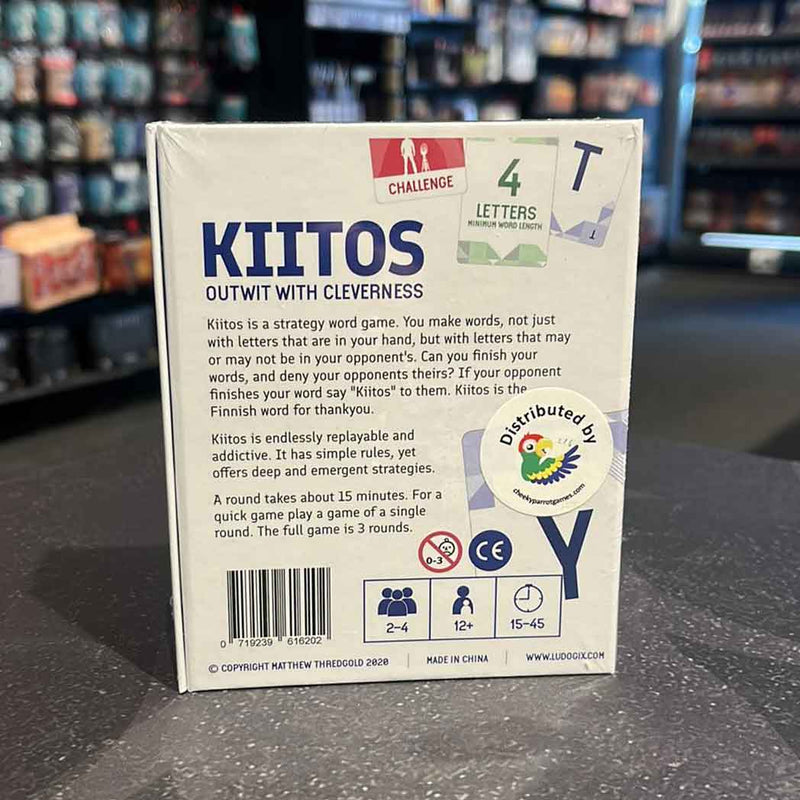 CHALLENGE
4
LETTERS
MINIMUM WORD LENGTH
T
T
KIITOS
OUTWIT WITH CLEVERNESS
Kiitos is a strategy word game. You make words, not just
with letters that are in your hand, but with letters that may
or may not be in your opponent's. Can you finish your
words, and deny your opponents theirs? If your opponent
finishes your word say "Kiitos" to them. Kiitos is the
Finnish word for thankyou.
Distributed by
cheekyparrotgames.com
Kiitos is endlessly replayable and
addictive. It has simple rules, yet
offers deep and emergent strategies.
A round takes about 15 minutes. For a
quick game play a game of a single
round. The full game is 3 rounds.
Y
0-3
CE
2-4
12+
15-45
0 719239 616202
© COPYRIGHT MATTHEW THREDGOLD 2020
MADE IN CHINA
WWW.LUDOGIX.COM